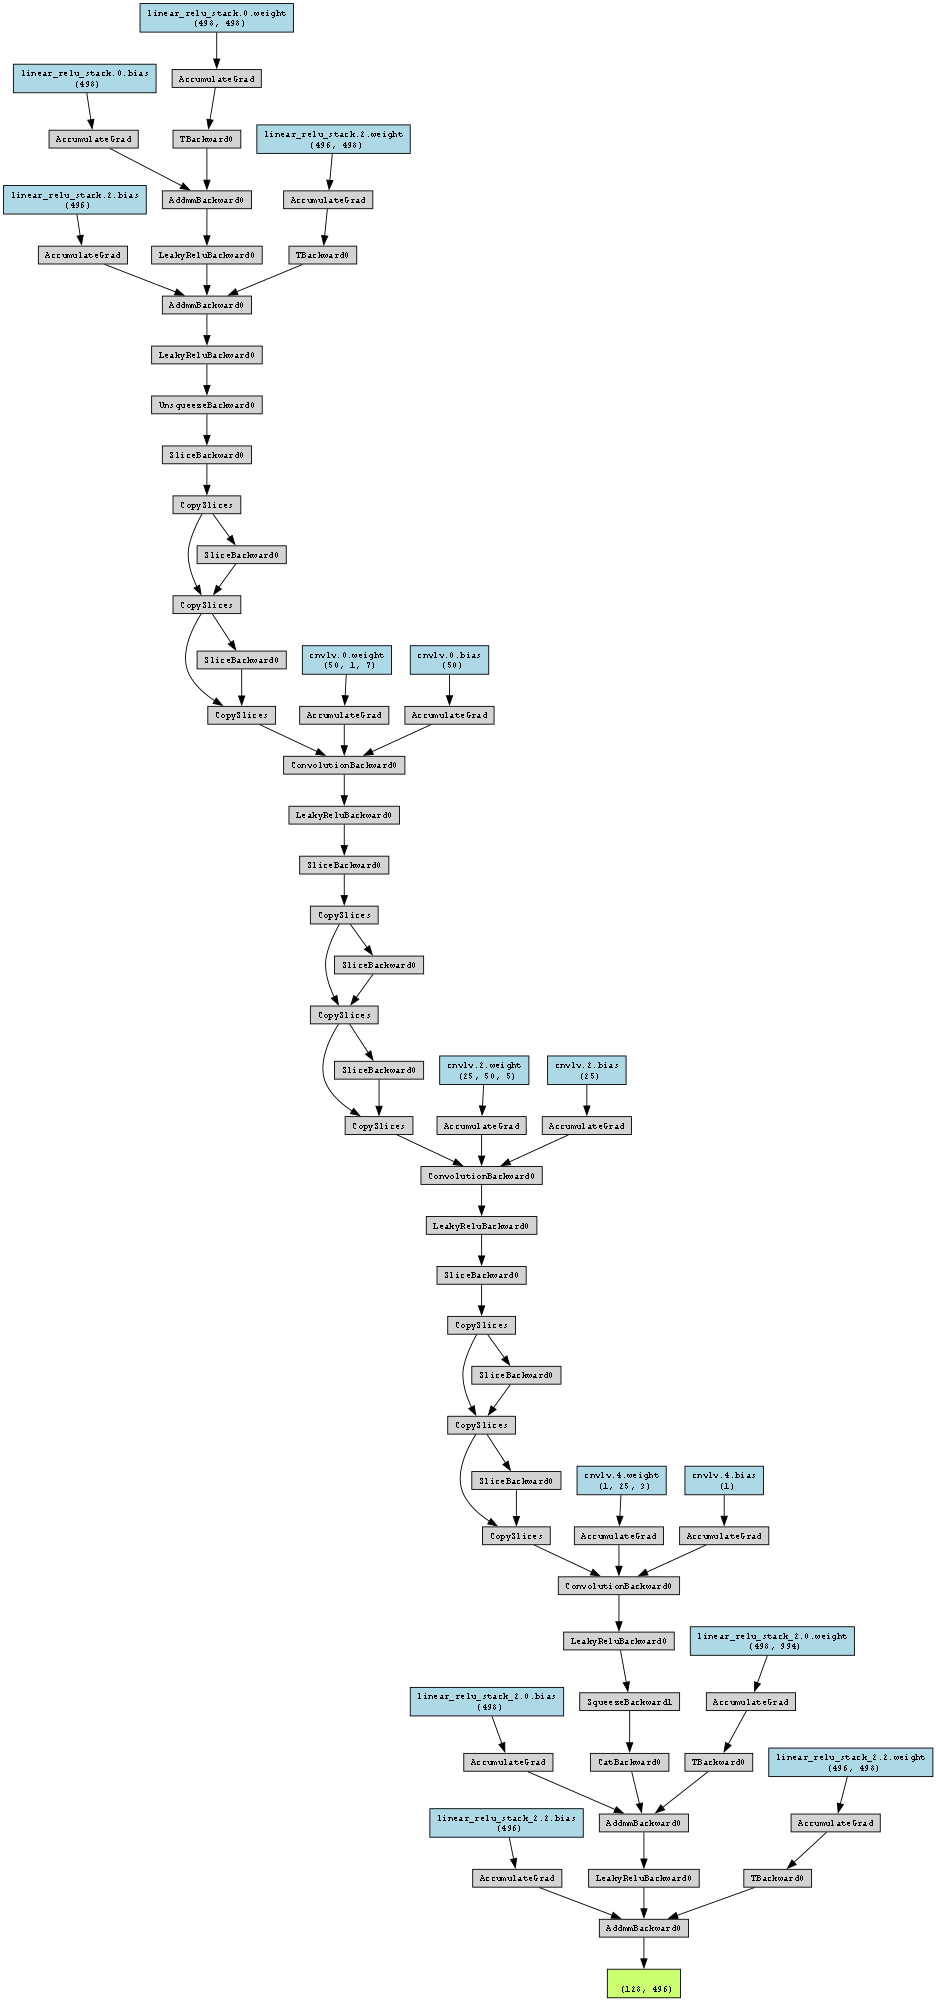 linear_relu_stack.0.weight
(498, 498)
linear_relu_stack.0.bias
(498)
AccumulateGrad
AccumulateGrad
TBackward0
linear_relu_stack.2.weight
(496, 498)
linear_relu_stack.2.bias
(496)
AddmmBackward0
AccumulateGrad
AccumulateGrad
LeakyReluBackward0
TBackward0
AddmmBackward0
LeakyReluBackward0
UnsqueezeBackward0
SliceBackward0
CopySlices
SliceBackward0
CopySlices
SliceBackward0
cnvlv.0.weight
(50, 1, 7)
cnvlv.0.bias
(50)
CopySlices
AccumulateGrad
AccumulateGrad
ConvolutionBackward0
LeakyReluBackward0
SliceBackward0
CopySlices
SliceBackward0
CopySlices
SliceBackward0
cnvlv.2.weight
(25, 50, 5)
cnvlv.2.bias
(25)
CopySlices
AccumulateGrad
AccumulateGrad
ConvolutionBackward0
LeakyReluBackward0
SliceBackward0
CopySlices
SliceBackward0
CopySlices
SliceBackward0
cnvlv.4.weight
(1, 25, 3)
cnvlv.4.bias
(1)
CopySlices
AccumulateGrad
AccumulateGrad
ConvolutionBackward0
LeakyReluBackward0
linear_relu_stack_2.0.weight
(498, 994)
linear_relu_stack_2.0.bias
(498)
SqueezeBackward1
AccumulateGrad
AccumulateGrad
CatBackward0
TBackward0
linear_relu_stack_2.2.weight
(496, 498)
linear_relu_stack_2.2.bias
(496)
AddmmBackward0
AccumulateGrad
AccumulateGrad
LeakyReluBackward0
TBackward0
AddmmBackward0
(128, 496)